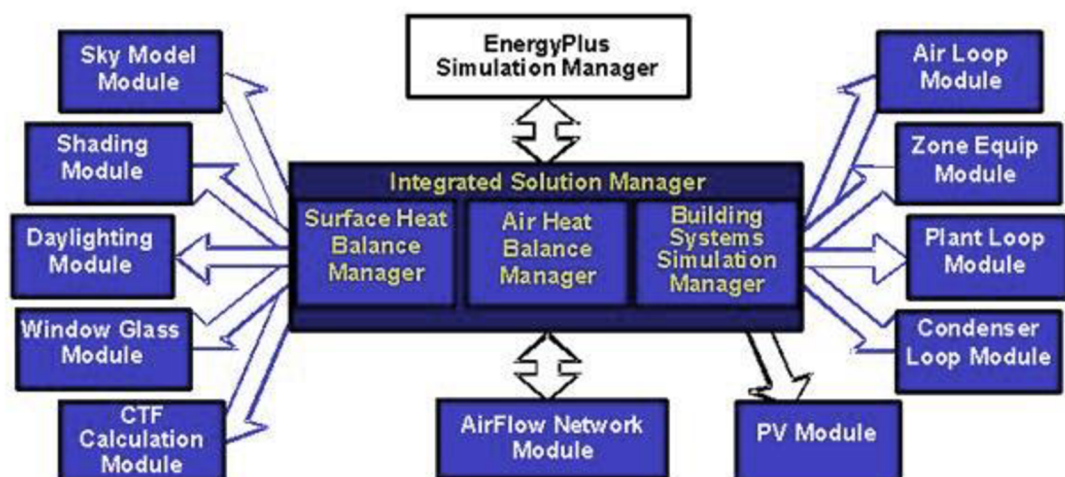 EnergyPlus
Simulation Manager
Sky Model
Module
Shading
Module
Daylighting
Module
Window Glass
Module
CTF
Calculation
Module
Integrated Solution Manager
Surface Heat
Balance
Manager
Air Heat
Balance
Manager
Building
Systems
Simulation
Manager
AirFlow Network
Module
PV Module
Air Loop
Module
Zone Equip
Module
Plant Loop
Module
Condenser
Loop Module